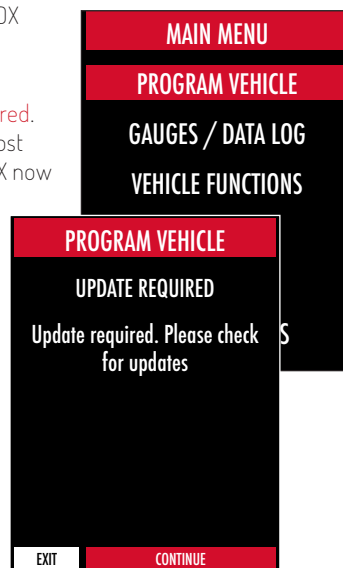 OX
red.
ost
X now
MAIN MENU
PROGRAM VEHICLE
GAUGES / DATA LOG
VEHICLE FUNCTIONS
S
PROGRAM VEHICLE
UPDATE REQUIRED
Update required. Please check
for updates
EXIT
CONTINUE